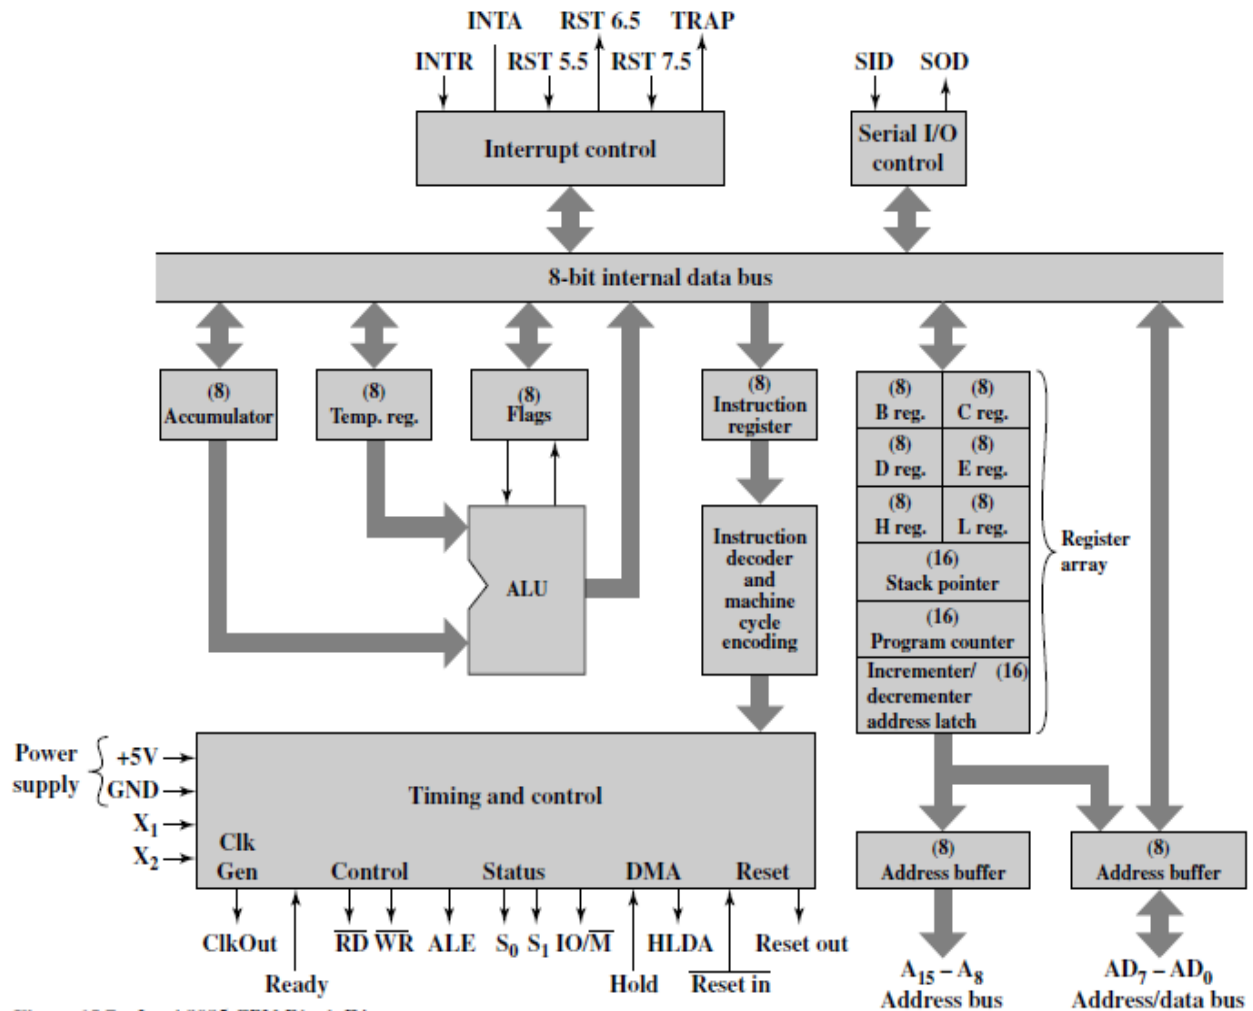 INTA RST 6.5 TRAP
INTR RST 5.5 RST 7.5 SID SOD
Interrupt control
Serial I/O
control
8-bit internal data bus
(8)
Accumulator
(8)
Temp. reg.
(8)
Flags
(8)
Instruction
register
(8)
B reg.
(8)
C reg.
(8)
D reg.
(8)
E reg.
(8)
H reg.
(8)
L reg.
(16)
Stack pointer
(16)
Program counter
Incrementer/ (16)
decrementer
address latch
Register
array
ALU
Instruction
decoder
and
machine
cycle
encoding
Power
supply
+5V
GND
X1
X2
Timing and control
Clk
Gen Control Status DMA Reset
(8)
Address buffer
(8)
Address buffer
ClkOut R̅D̅ W̅R̅ ALE S0 S1 IO/M̅ HLDA Reset out
Ready Hold R̅e̅s̅e̅t̅ i̅n̅
A15 – A8
Address bus
AD7 – AD0
Address/data bus